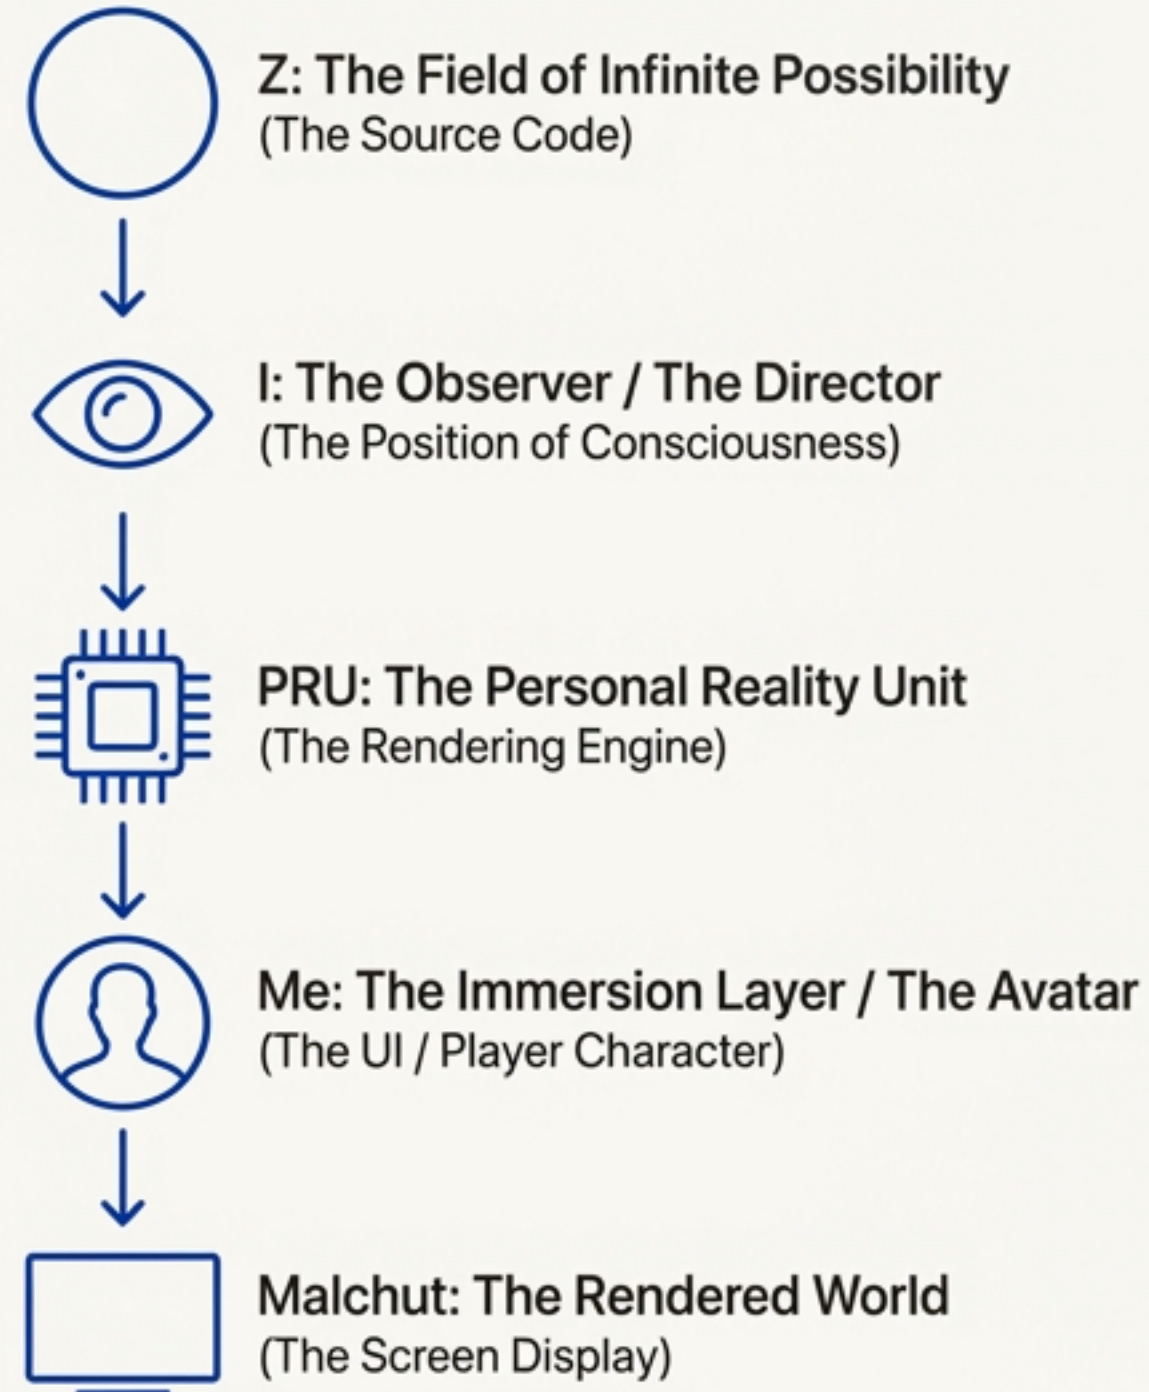 Z: The Field of Infinite Possibility
(The Source Code)
I: The Observer / The Director
(The Position of Consciousness)
PRU: The Personal Reality Unit
(The Rendering Engine)
Me: The Immersion Layer / The Avatar
(The UI / Player Character)
Malchut: The Rendered World
(The Screen Display)